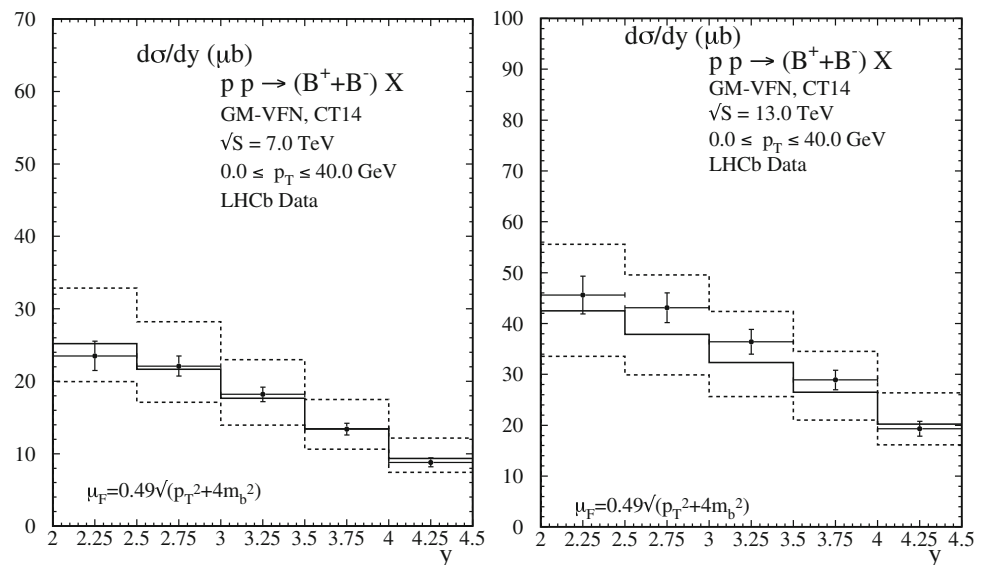 dσ/dy (μb)
p p → (B⁺+B⁻) X
GM-VFN, CT14
√S = 7.0 TeV
0.0 ≤ p_T ≤ 40.0 GeV
LHCb Data
70
60
50
40
30
20
10
0
μ_F=0.49√(p_T²+4m_b²)
2 2.25 2.5 2.75 3 3.25 3.5 3.75 4 4.25 4.5
y
dσ/dy (μb)
p p → (B⁺+B⁻) X
GM-VFN, CT14
√S = 13.0 TeV
0.0 ≤ p_T ≤ 40.0 GeV
LHCb Data
100
90
80
70
60
50
40
30
20
10
0
μ_F=0.49√(p_T²+4m_b²)
2 2.25 2.5 2.75 3 3.25 3.5 3.75 4 4.25 4.5
y